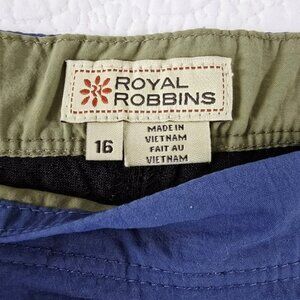 ROYAL
ROBBINS
16
MADE IN
VIETNAM
FAIT AU
VIETNAM